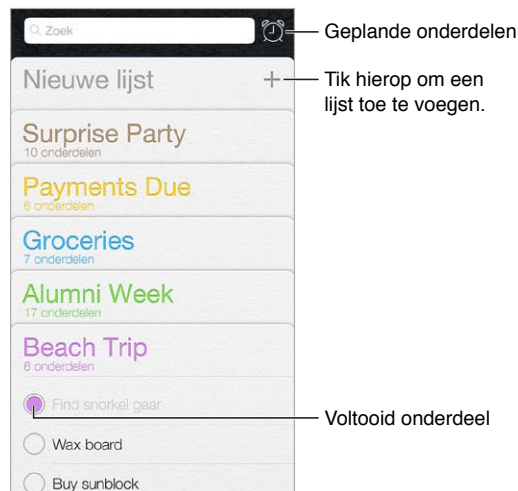 Zoek
Geplande onderdelen
Nieuwe lijst
Tik hierop om een
lijst toe te voegen.
Surprise Party
10 onderdelen
Payments Due
6 onderdelen
Groceries
7 onderdelen
Alumni Week
17 onderdelen
Beach Trip
6 onderdelen
Find snorkel gear
Voltooid onderdeel
Wax board
Buy sunblock